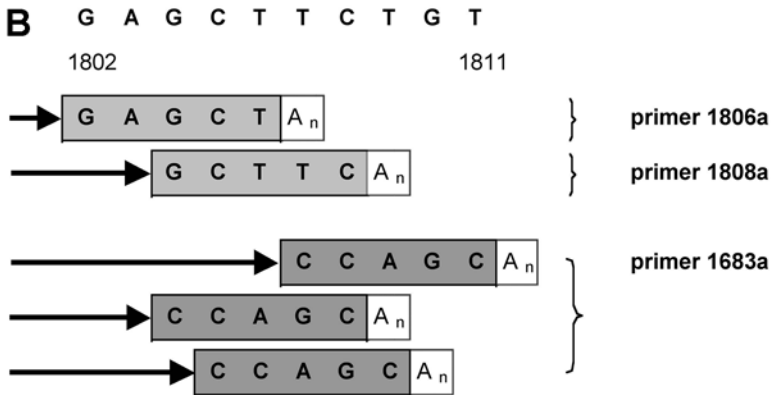 B G A G C T T C T G T
1802 1811
G A G C T A n primer 1806a
G C T T C A n primer 1808a
C C A G C A n primer 1683a
C C A G C A n
C C A G C A n